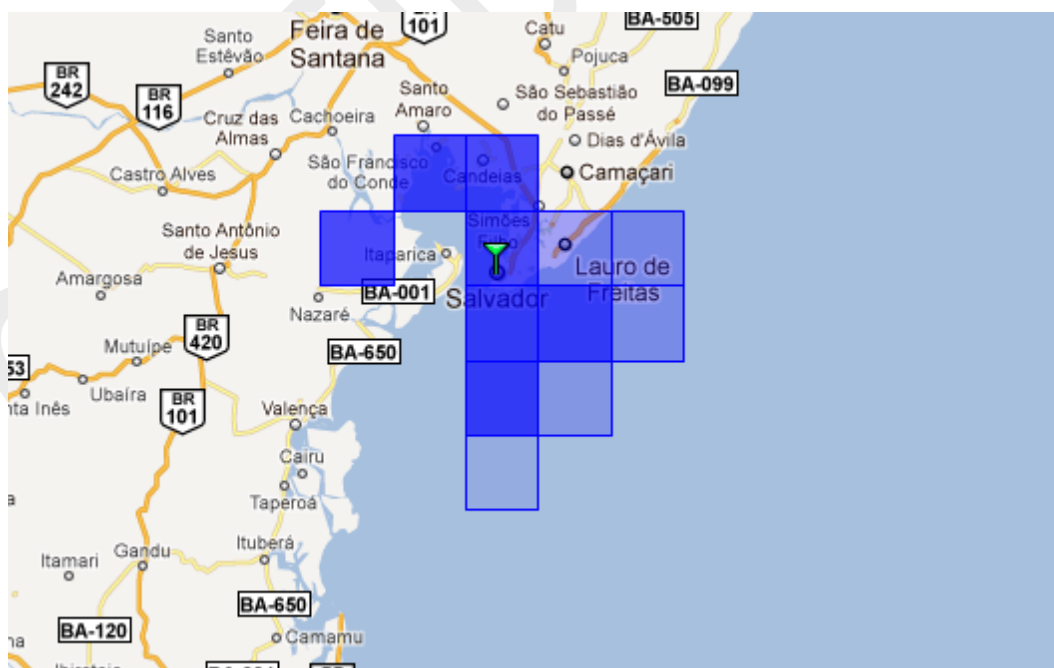 BR
101
BA-505
Santo
Estêvão
Feira de
Santana
Catu
Pojuca
BR
242
BR
116
BA-099
Santo
Amaro
São Sebastião
do Passé
Cruz das
Almas
Cachoeira
Dias d'Ávila
São Francisco
do Conde
Candeias
Camaçari
Castro Alves
Simões
Filho
Santo Antônio
de Jesus
Itaparica
Lauro de
Freitas
Amargosa
BA-001
Salvador
Nazaré
BR
420
Mutuípe
BA-650
53
Ubaíra
nta Inês
BR
101
Valença
Cairu
Taperoá
Ituberá
Gandu
Itamari
BA-650
BA-120
Camamu